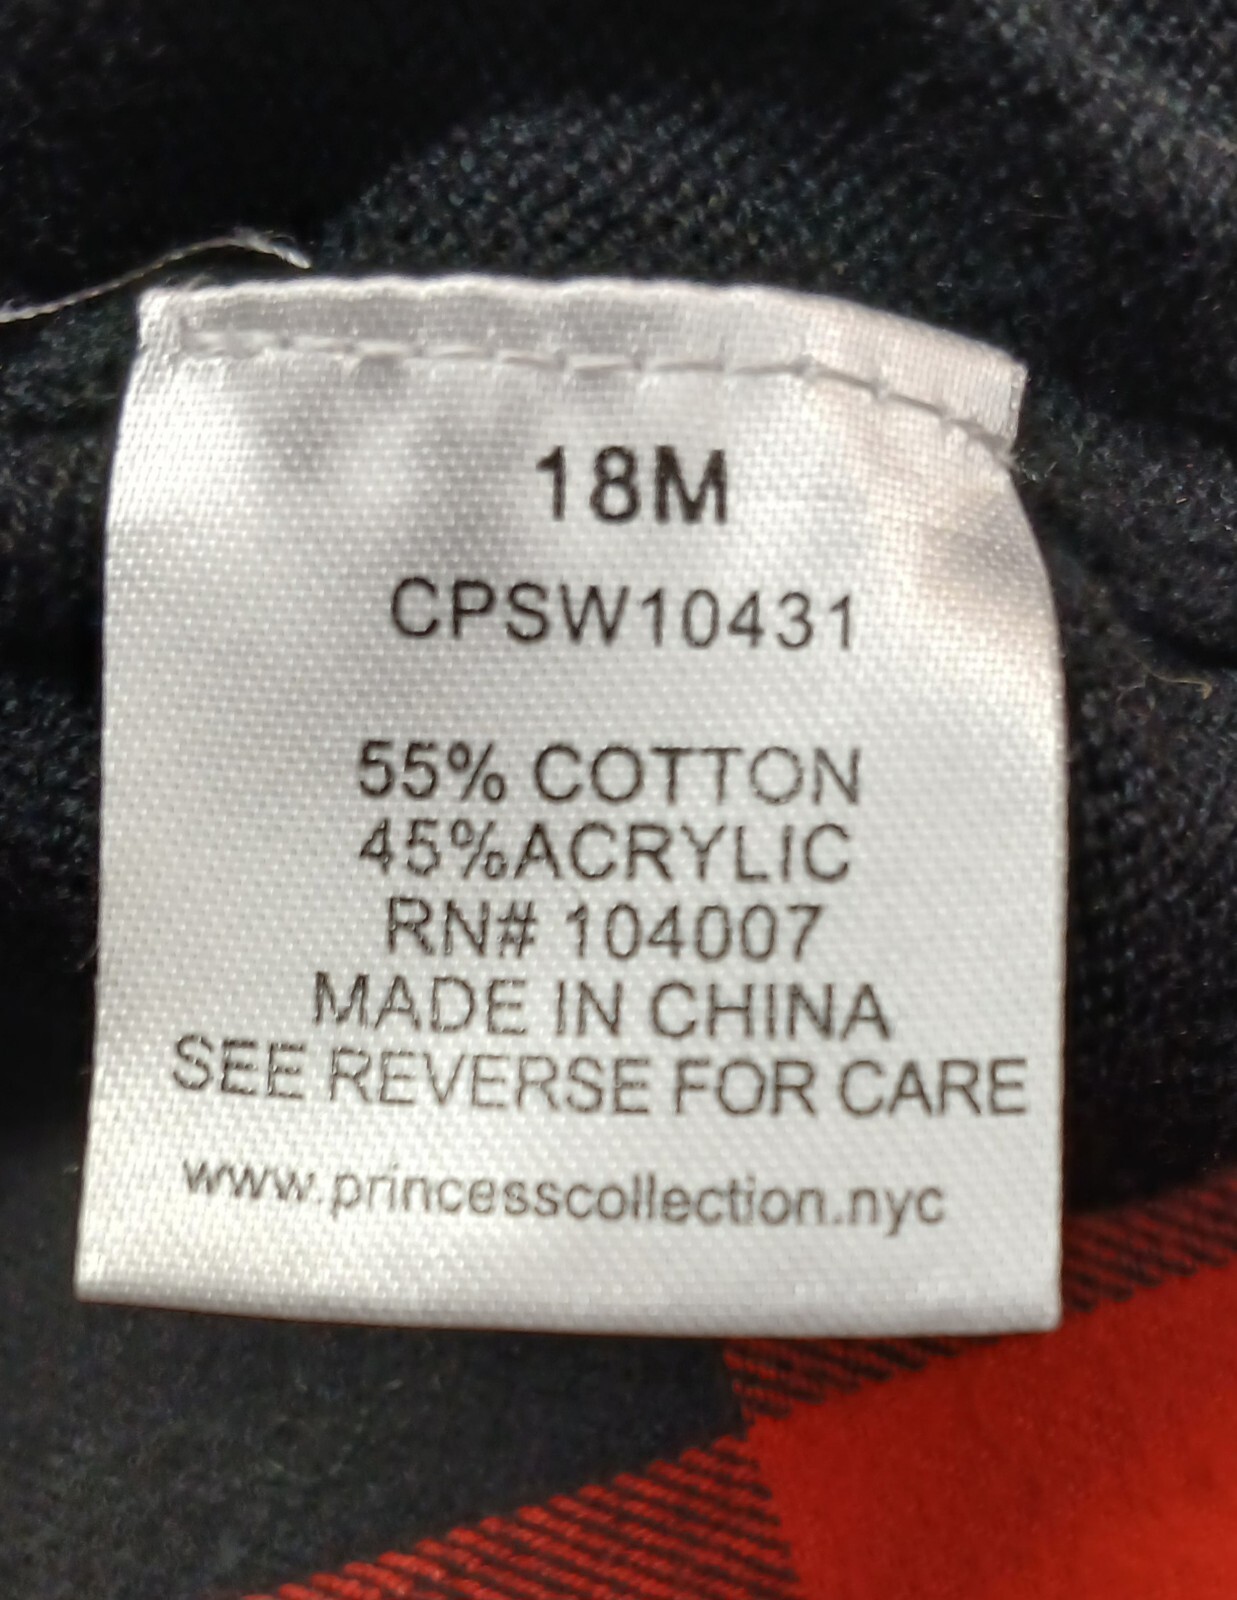 18M
CPSW10431
55% COTTON
45%ACRYLIC
RN# 104007
MADE IN CHINA
SEE REVERSE FOR CARE
www.princesscollection.nyc